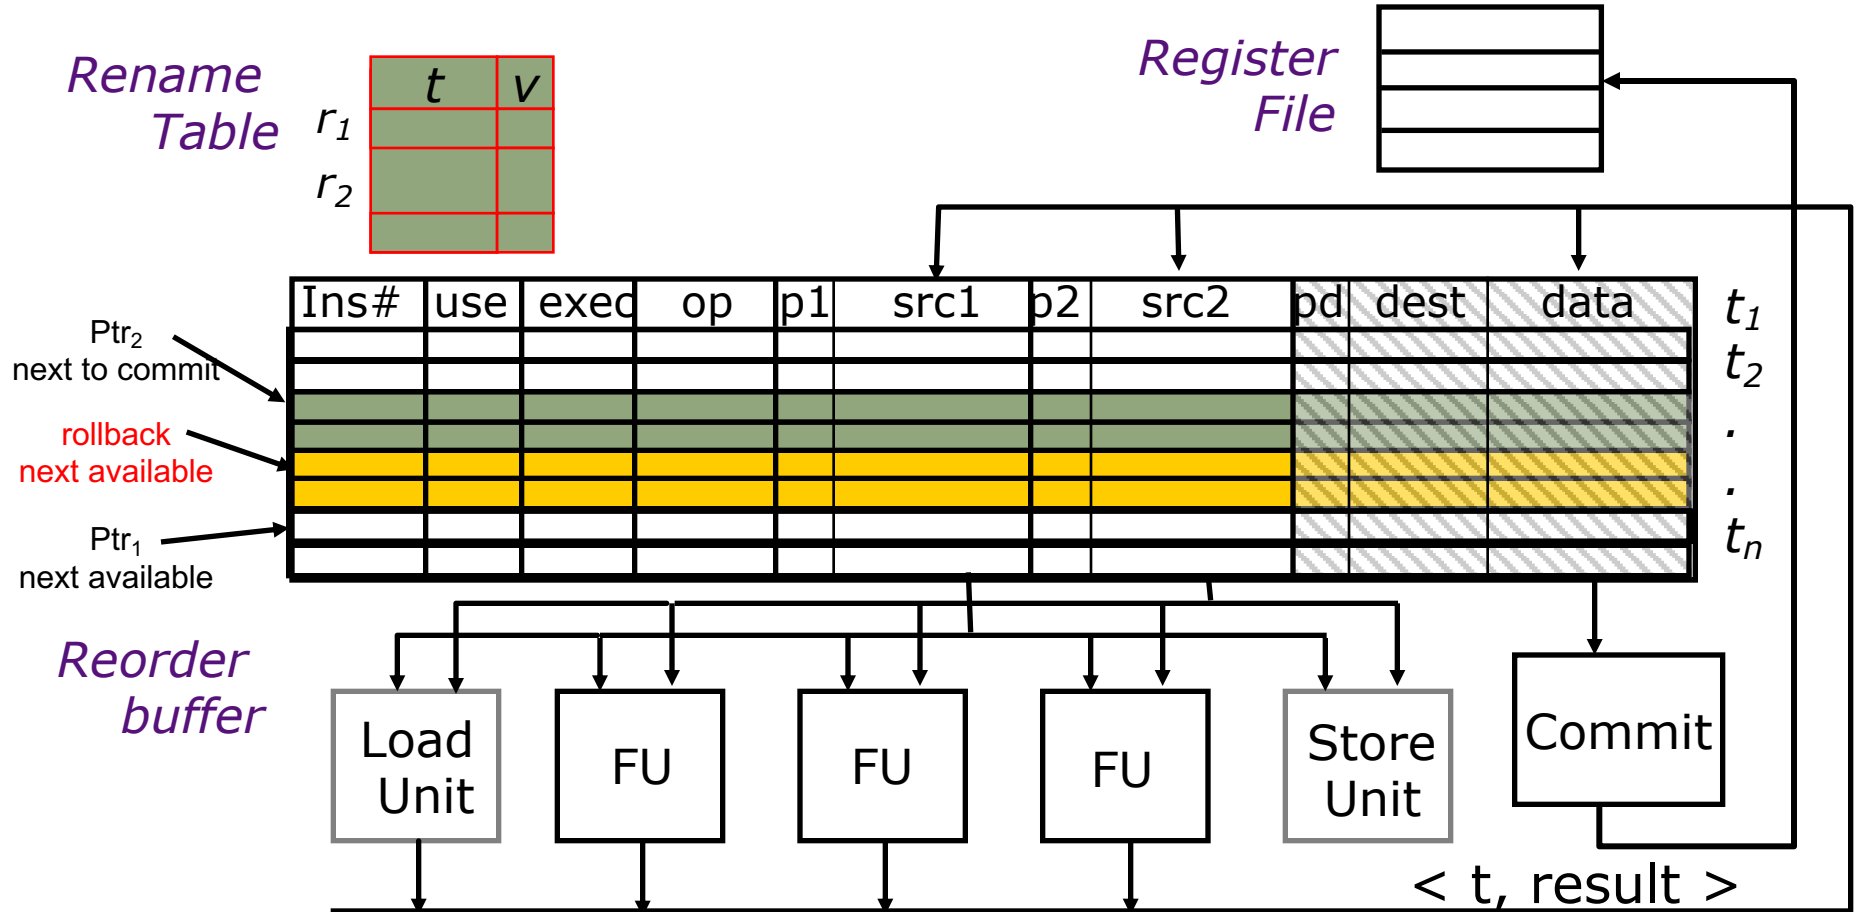 Rename
Table
t v
r1
r2
Register
File
Ins# use exec op p1 src1 p2 src2 pd dest data
t1
t2
.
.
tn
Ptr2
next to commit
rollback
next available
Ptr1
next available
Reorder
buffer
Load
Unit
FU
FU
FU
Store
Unit
Commit
< t, result >